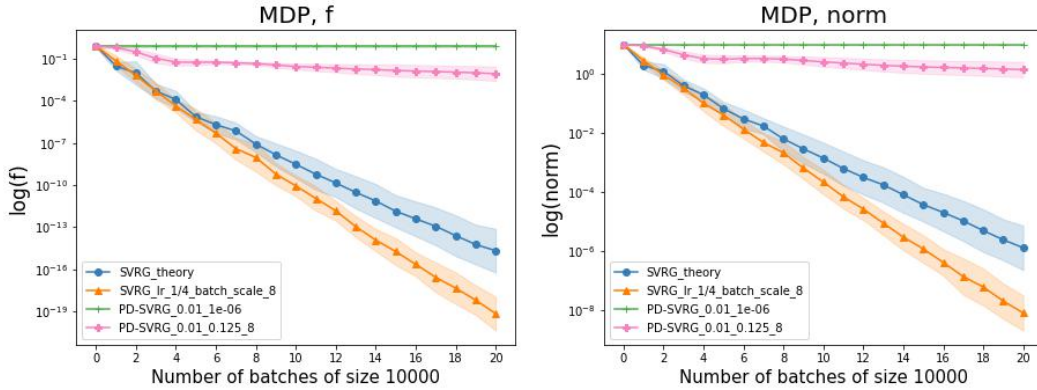 MDP, f
log(f)
10⁻¹
10⁻⁴
10⁻⁷
10⁻¹⁰
10⁻¹³
10⁻¹⁶
10⁻¹⁹
SVRG_theory
SVRG_lr_1/4_batch_scale_8
PD-SVRG_0.01_1e-06
PD-SVRG_0.01_0.125_8
0 2 4 6 8 10 12 14 16 18 20
Number of batches of size 10000
MDP, norm
log(norm)
10⁰
10⁻²
10⁻⁴
10⁻⁶
10⁻⁸
SVRG_theory
SVRG_lr_1/4_batch_scale_8
PD-SVRG_0.01_1e-06
PD-SVRG_0.01_0.125_8
0 2 4 6 8 10 12 14 16 18 20
Number of batches of size 10000